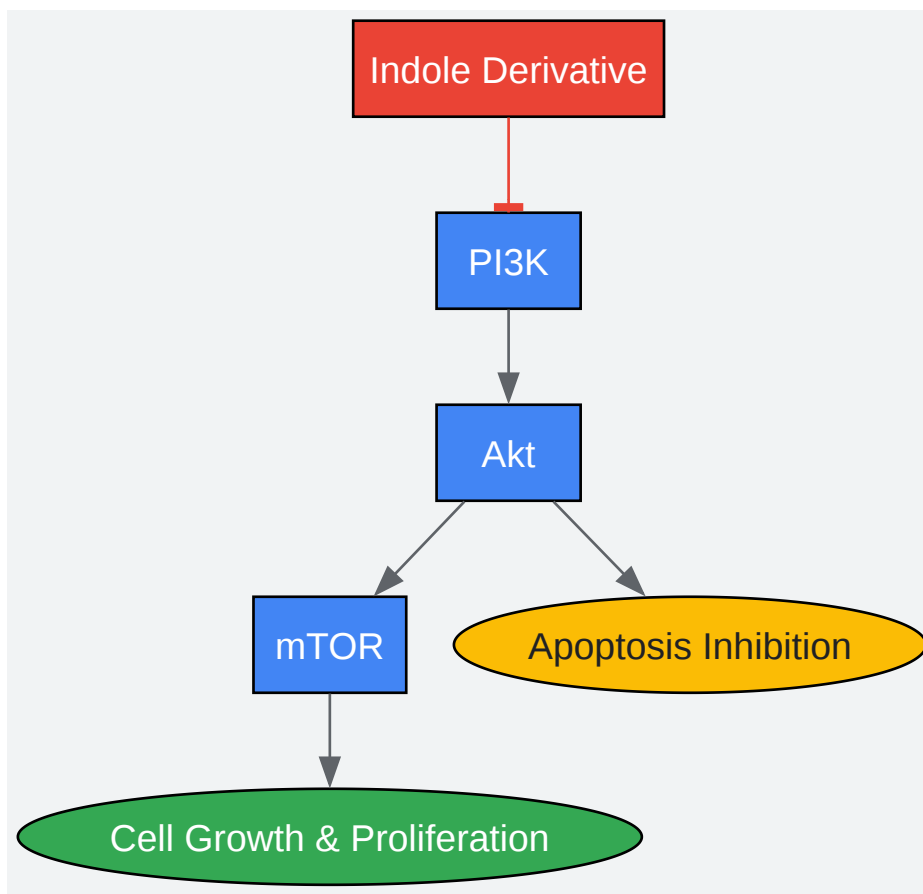 Indole Derivative
PI3K
Akt
mTOR
Apoptosis Inhibition
Cell Growth & Proliferation